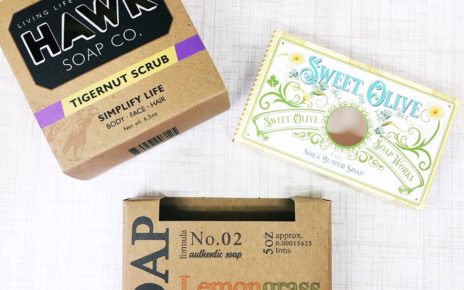 LIVING LIFE
HAWK
SOAP CO.
TIGERNUT SCRUB
SIMPLIFY LIFE
BODY - FACE - HAIR
Net wt. 6.5oz
SWEET OLIVE
SWEET OLIVE
SOAP WORKS
SHEA BUTTER SOAP
SOAP
formula
No.02
authentic soap
5oz approx.
0.00015625
tons
Lemongrass